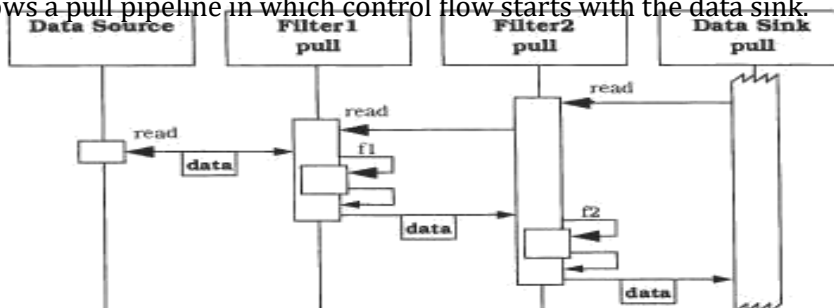 ows a pull pipeline in which control flow starts with the data sink.
Data Source Filter1 Filter2 Data Sink
pull pull pull
read
read
read
f1
data
data
f2
data